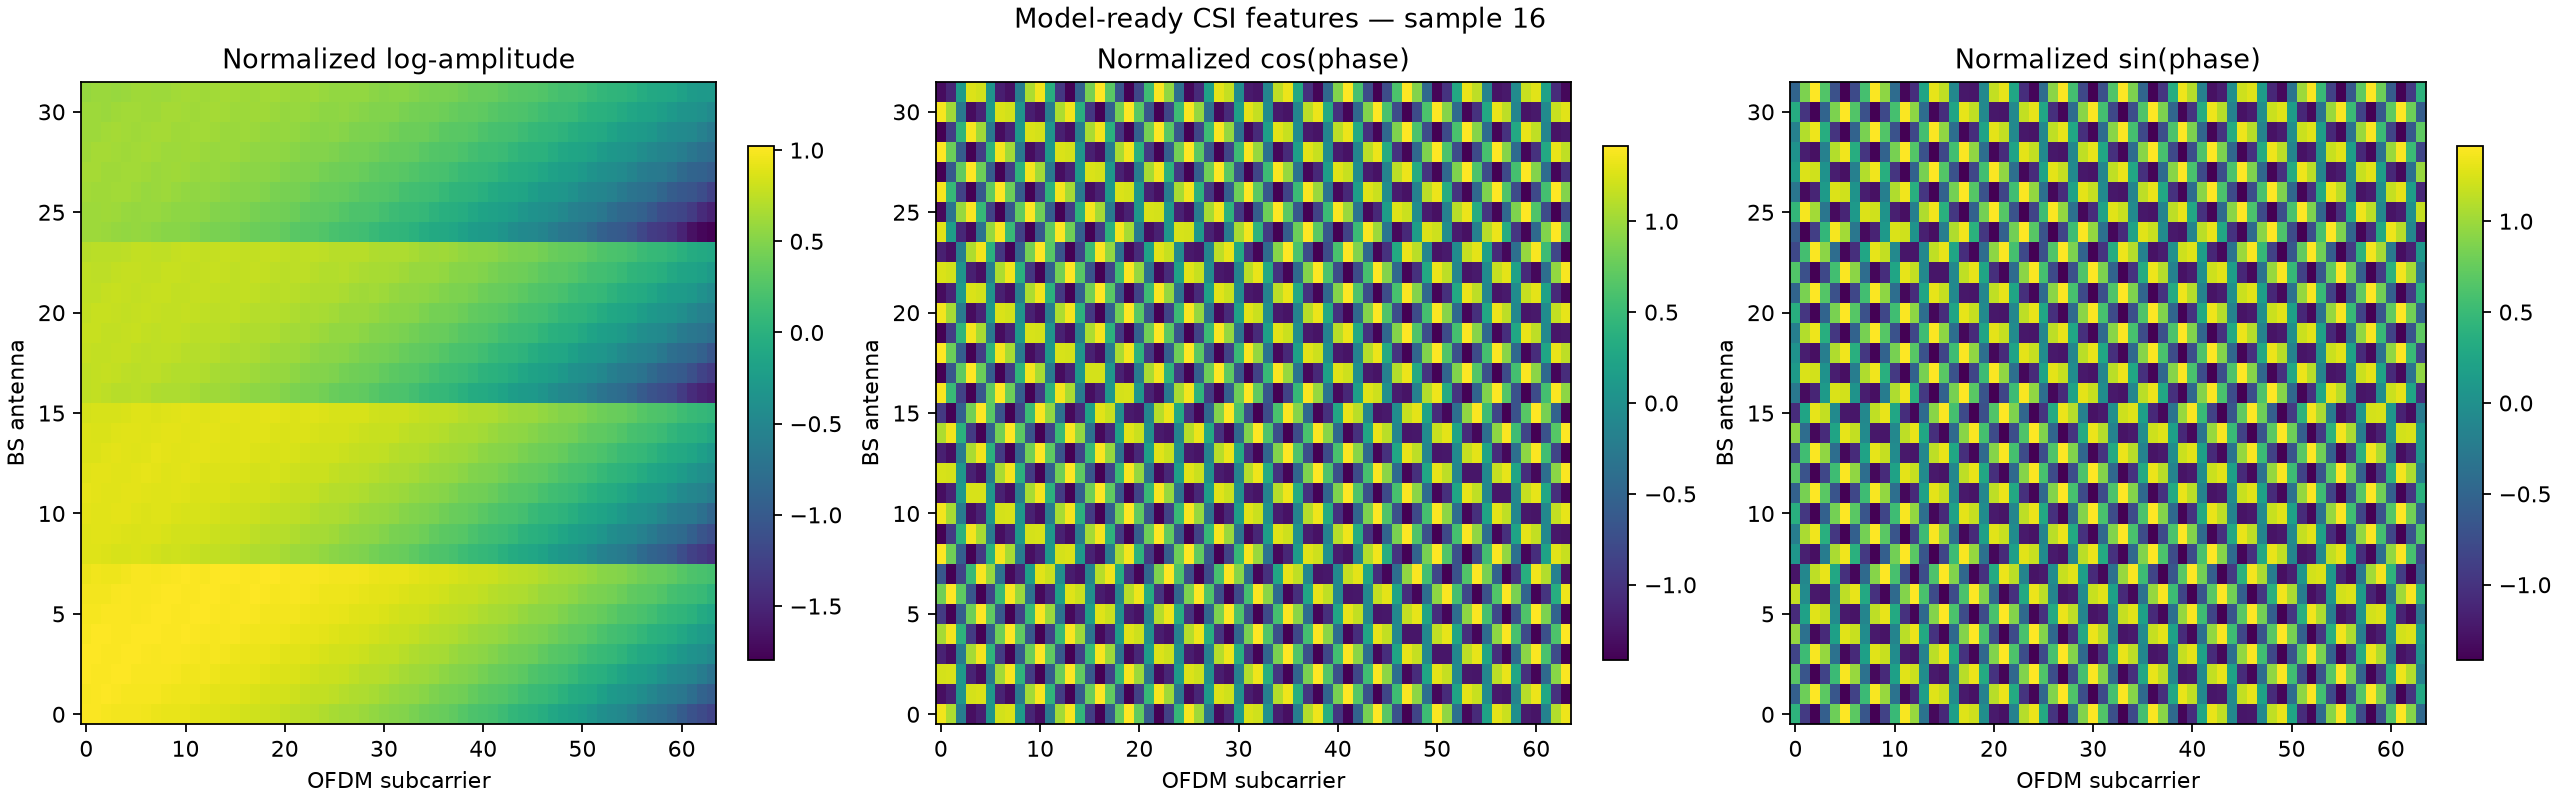 Model-ready CSI features — sample 16
Normalized log-amplitude
30
25
20
15
10
5
0
BS antenna
0 10 20 30 40 50 60
OFDM subcarrier
1.0
0.5
0.0
−0.5
−1.0
−1.5
Normalized cos(phase)
30
25
20
15
10
5
0
BS antenna
0 10 20 30 40 50 60
OFDM subcarrier
1.0
0.5
0.0
−0.5
−1.0
Normalized sin(phase)
30
25
20
15
10
5
0
BS antenna
0 10 20 30 40 50 60
OFDM subcarrier
1.0
0.5
0.0
−0.5
−1.0